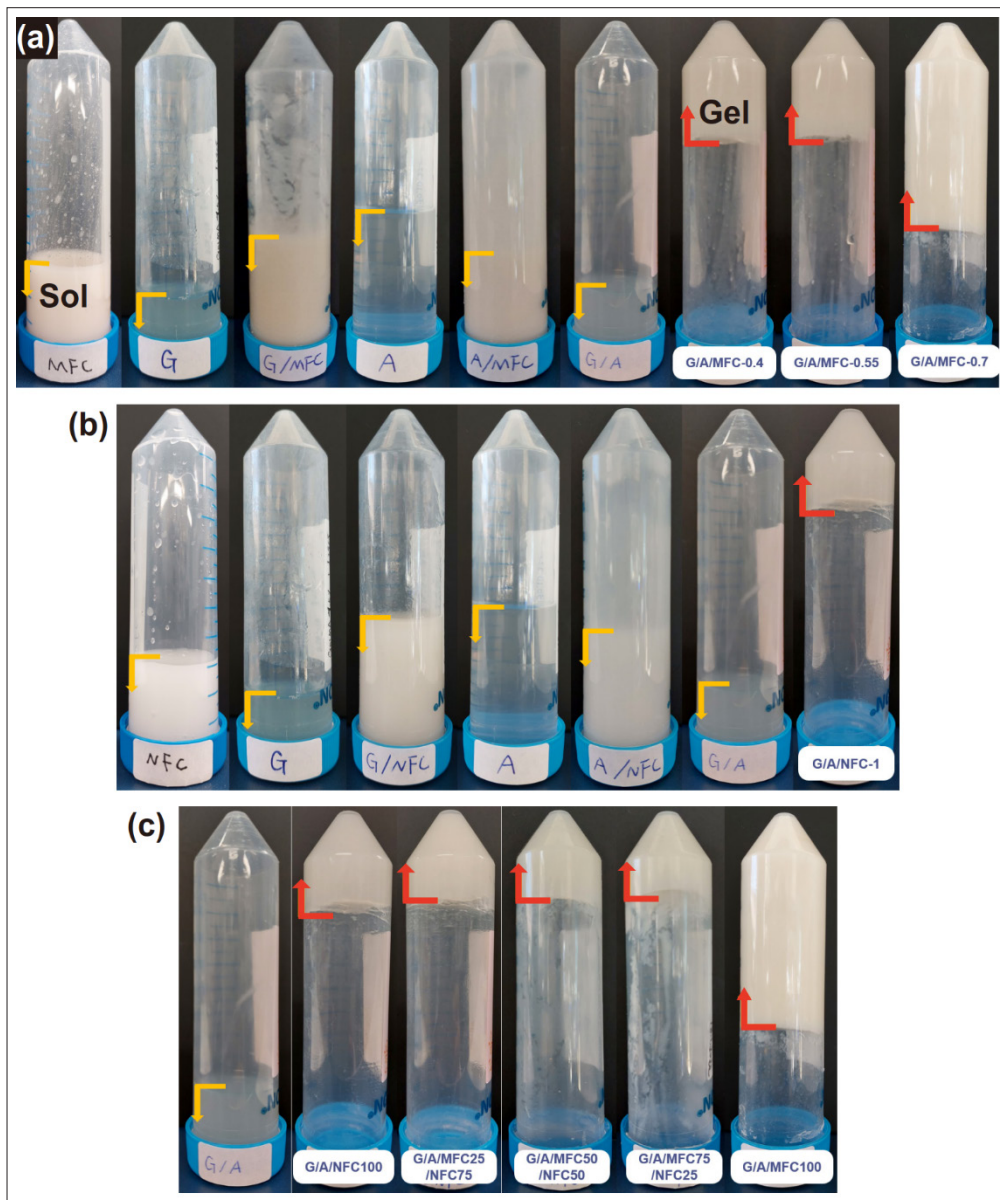 (a)
Gel
Sol
MFC
G
G/MFC
A
A/MFC
G/A
G/A/MFC-0.4
G/A/MFC-0.55
G/A/MFC-0.7
(b)
NFC
G
G/NFC
A
A/NFC
G/A
G/A/NFC-1
(c)
G/A
G/A/NFC100
G/A/MFC25
/NFC75
G/A/MFC50
/NFC50
G/A/MFC75
/NFC25
G/A/MFC100